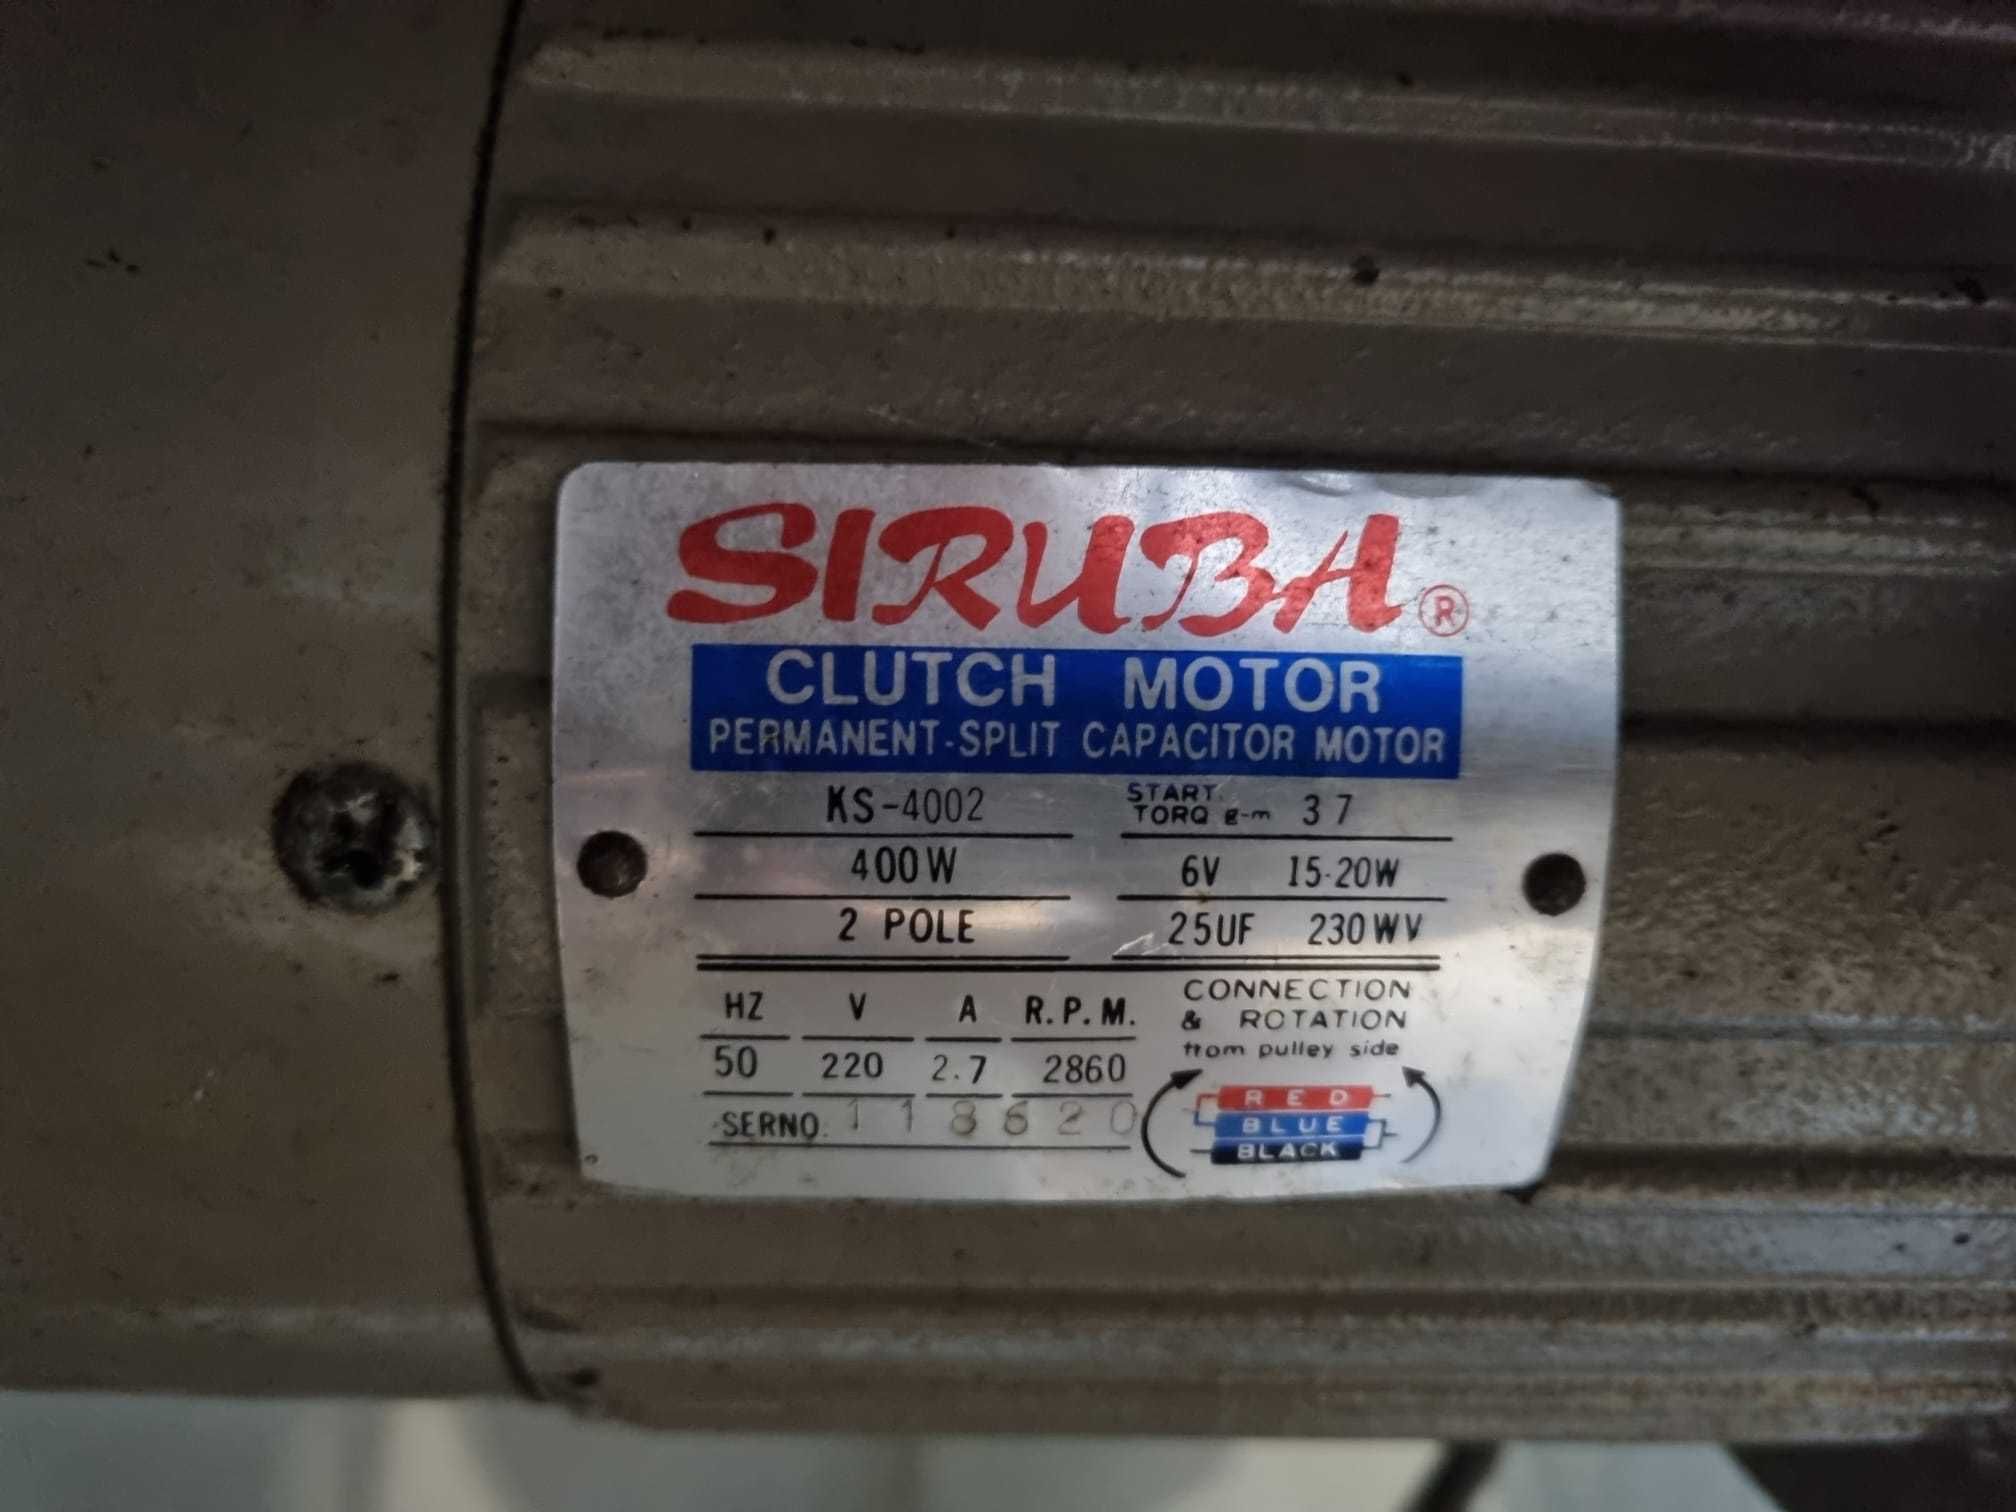 SIRUBA®
CLUTCH MOTOR
PERMANENT-SPLIT CAPACITOR MOTOR
KS-4002 START. TORQ g-m 37
400W 6V 15-20W
2 POLE 25UF 230WV
HZ V A R.P.M.
50 220 2.7 2860
SERNO. 118620
CONNECTION
& ROTATION
from pulley side
RED
BLUE
BLACK